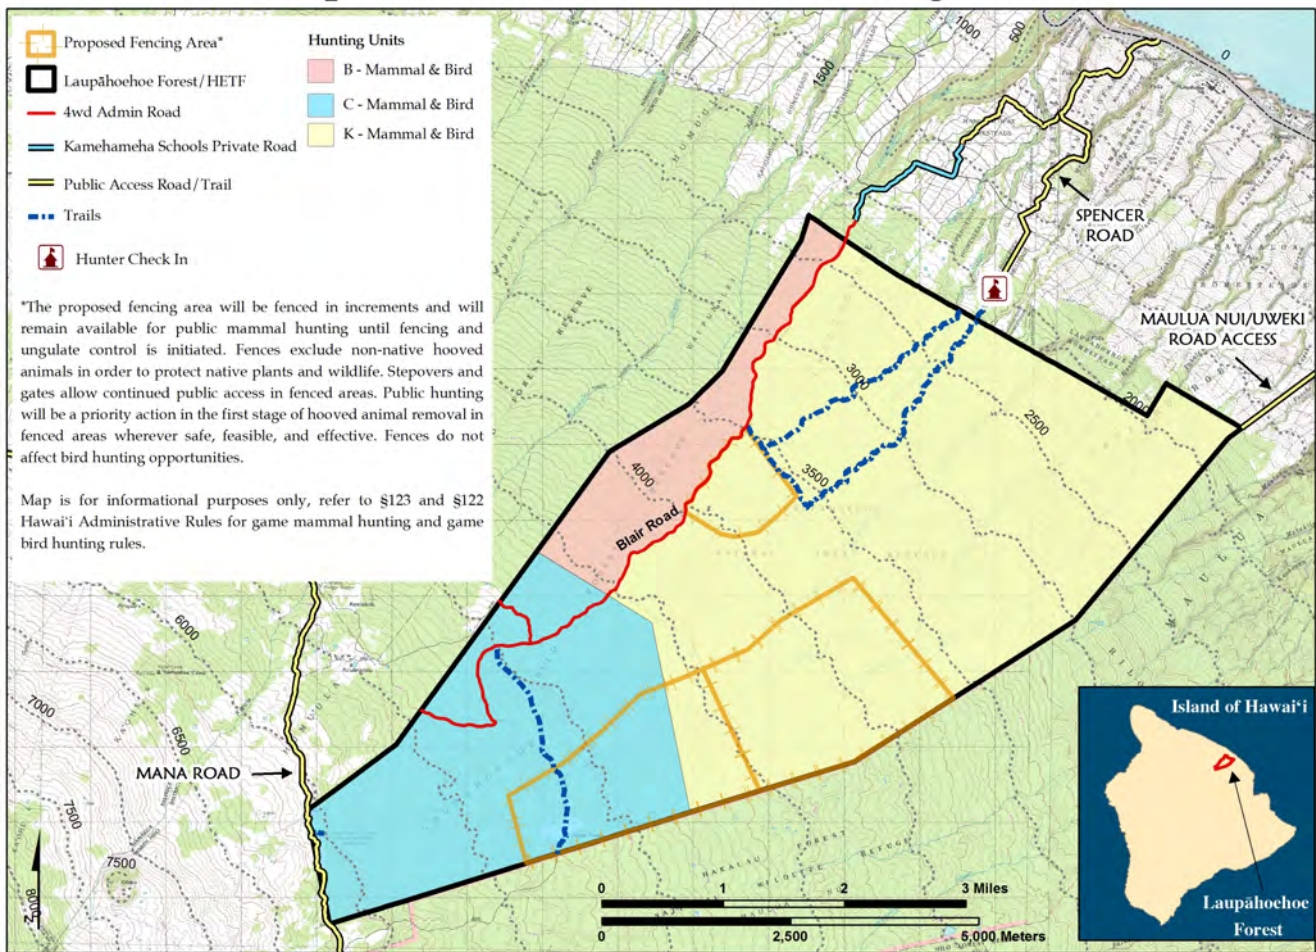 Proposed Fencing Area*
Laupāhoehoe Forest/HETF
4wd Admin Road
Kamehameha Schools Private Road
Public Access Road/Trail
Trails
Hunter Check In
Hunting Units
B - Mammal & Bird
C - Mammal & Bird
K - Mammal & Bird
*The proposed fencing area will be fenced in increments and will
remain available for public mammal hunting until fencing and
ungulate control is initiated. Fences exclude non-native hooved
animals in order to protect native plants and wildlife. Stepovers and
gates allow continued public access in fenced areas. Public hunting
will be a priority action in the first stage of hooved animal removal in
fenced areas wherever safe, feasible, and effective. Fences do not
affect bird hunting opportunities.
Map is for informational purposes only, refer to §123 and §122
Hawai‘i Administrative Rules for game mammal hunting and game
bird hunting rules.
1000
500
0
1500
SPENCER
ROAD
MAULUA NUI/UWEKI
ROAD ACCESS
2000
2500
3000
3500
4000
Blair Road
6000
7000
6500
MANA ROAD
7500
7500
8000
N
HAKALAU FOREST
0 1 2 3 Miles
0 2,500 5,000 Meters
Island of Hawai‘i
Laupāhoehoe
Forest